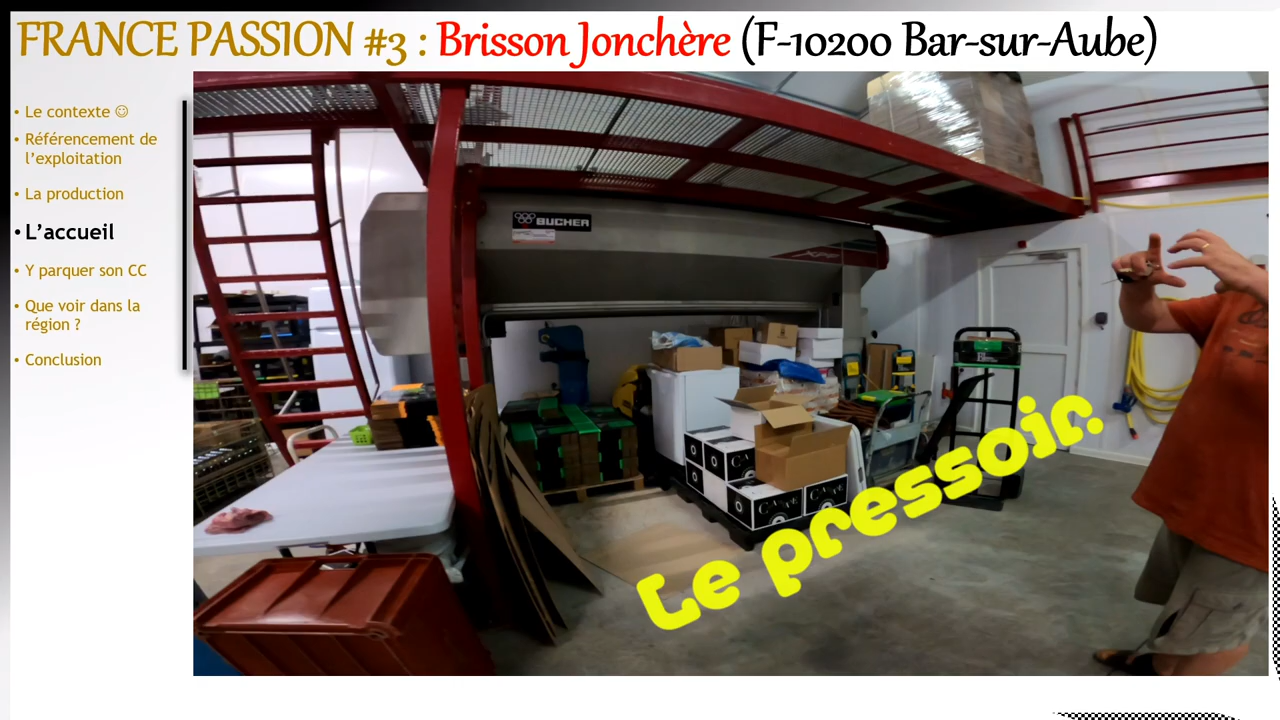 FRANCE PASSION #3 : Brisson Jonchère (F-10200 Bar-sur-Aube)
• Le contexte ☺
• Référencement de
l’exploitation
• La production
• L’accueil
• Y parquer son CC
• Que voir dans la
région ?
• Conclusion
BUCHER
XPF
Le pressoir.